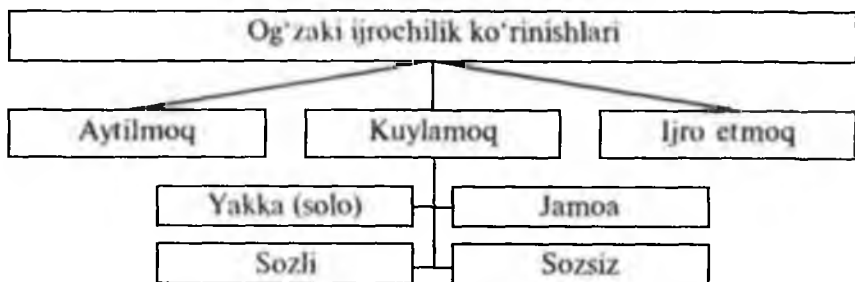 Og‘zaki ijrochilik ko‘rinishlari
Aytilmoq Kuylamoq Ijro etmoq
Yakka (solo) Jamoa
Sozli Sozsiz